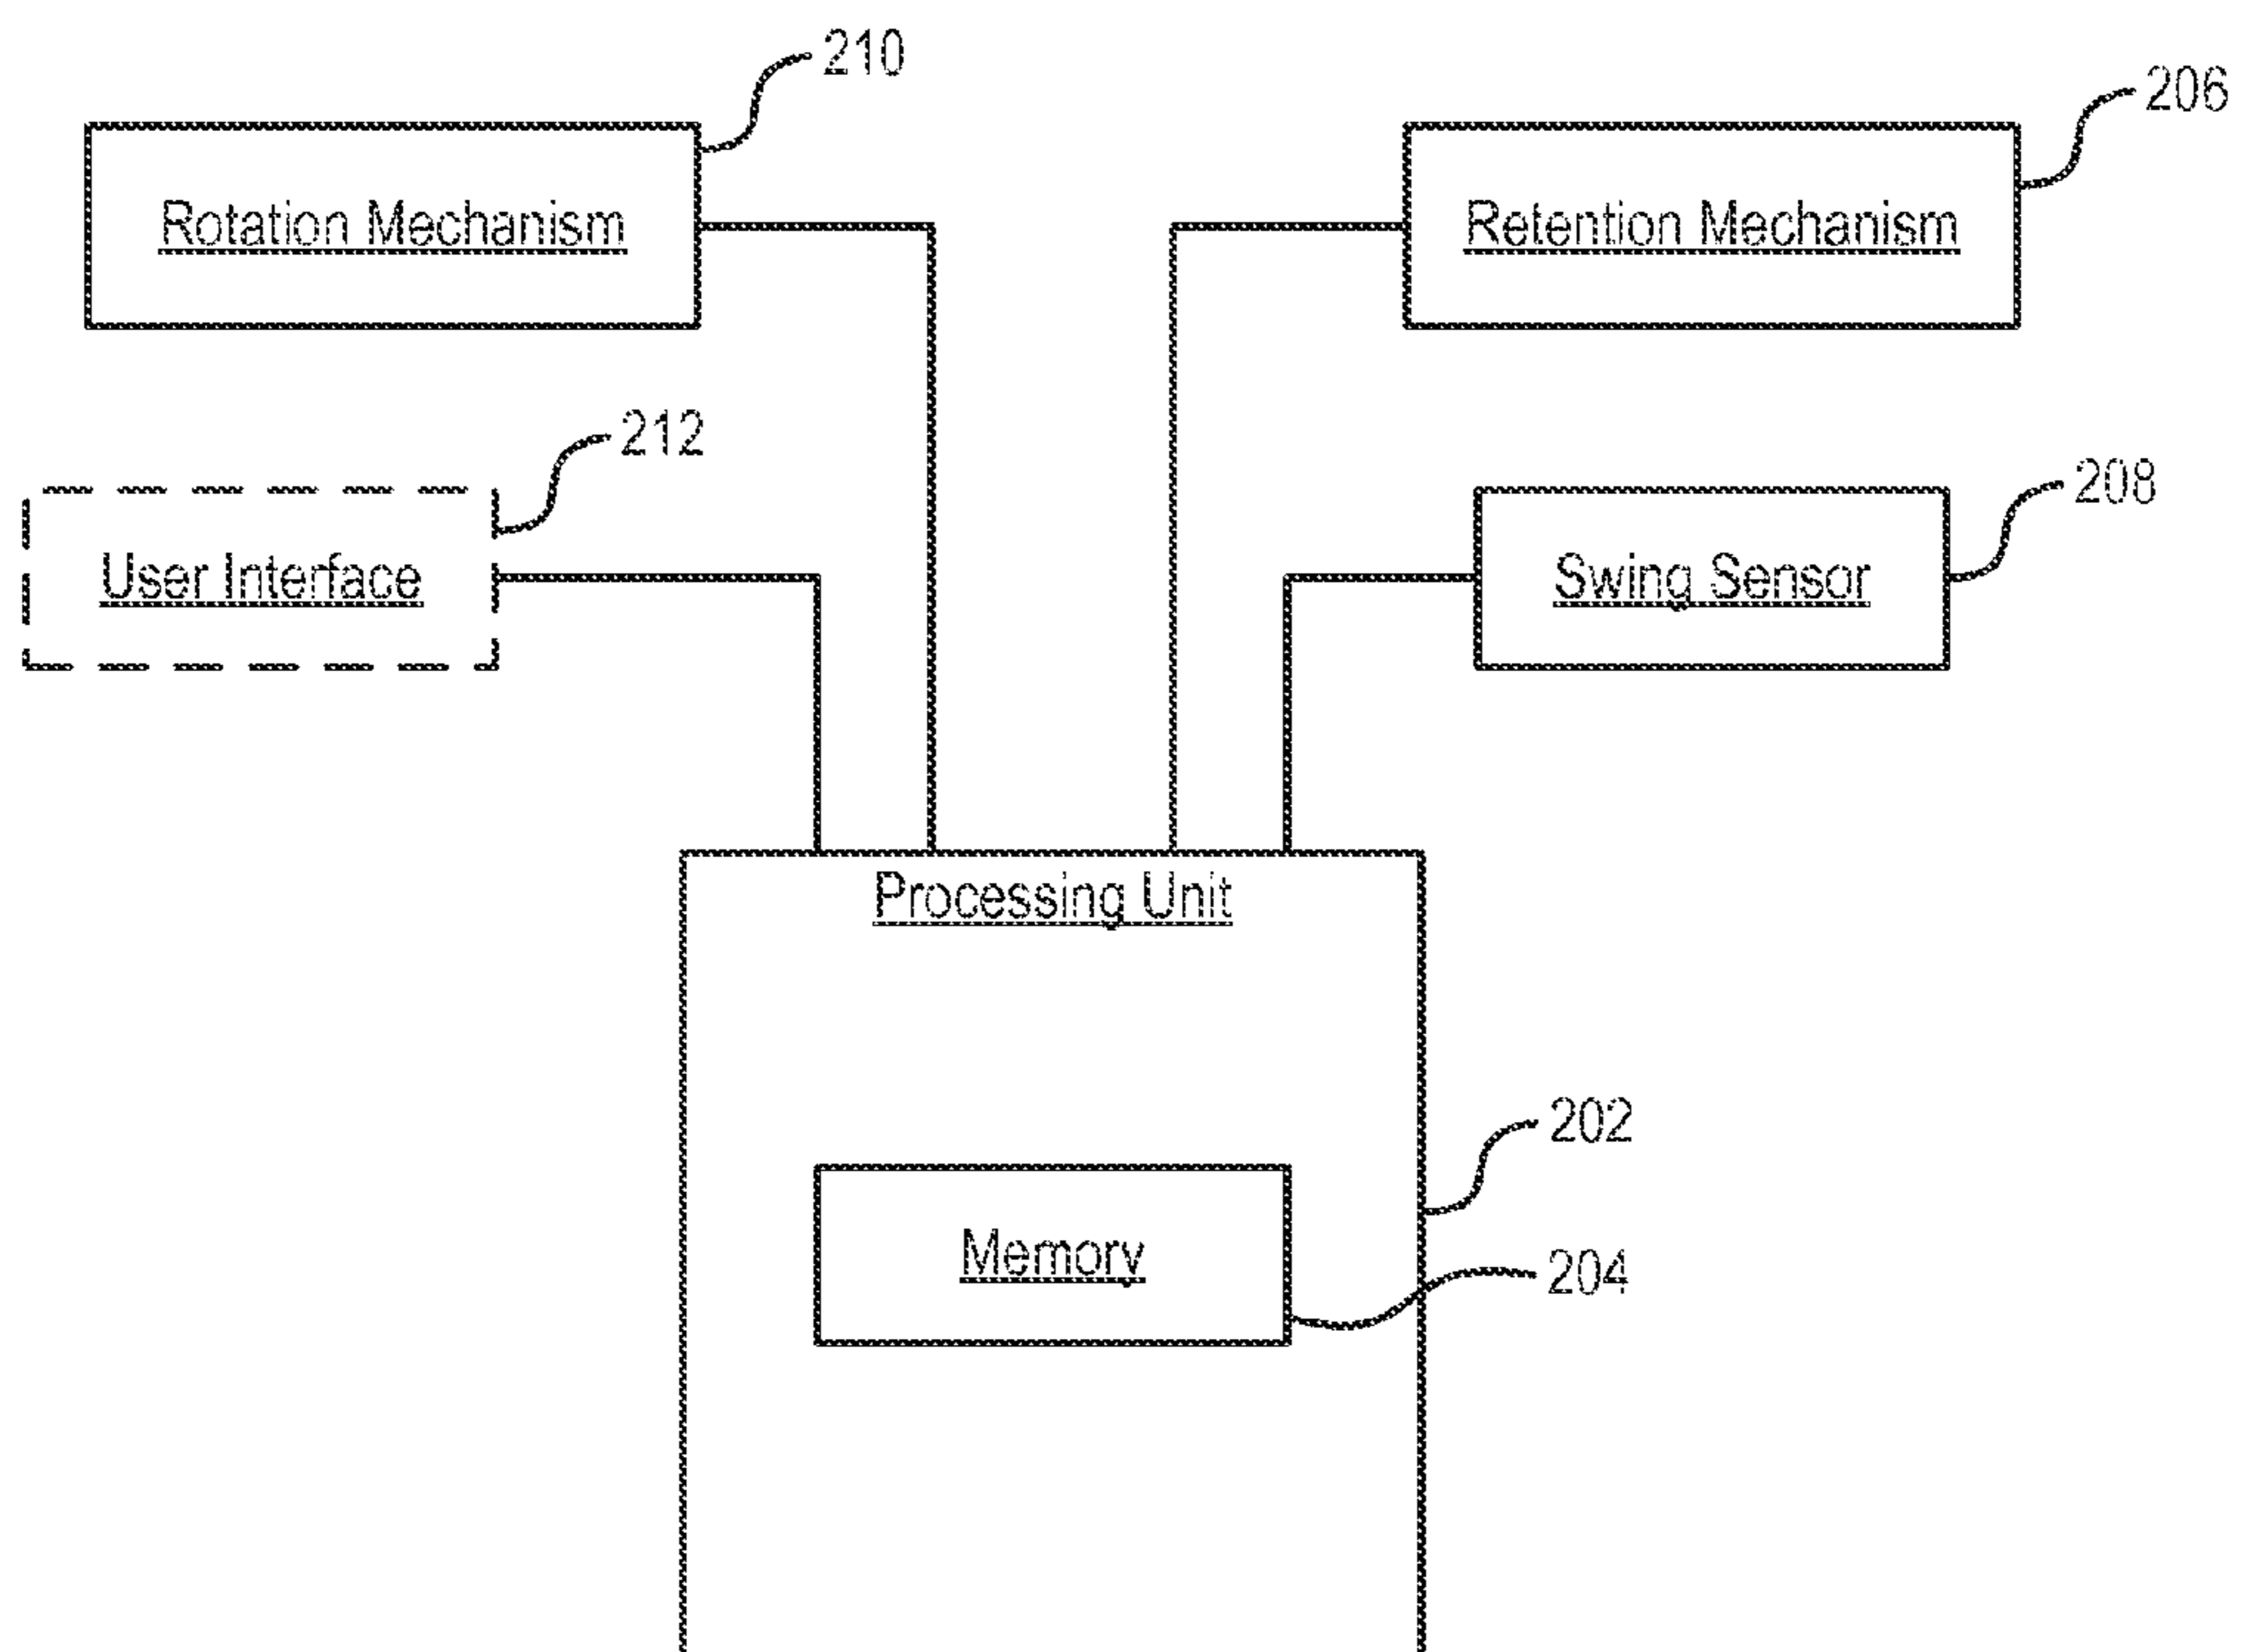 210
206
Rotation Mechanism
Retention Mechanism
212
208
User Interface
Swing Sensor
Processing Unit
202
Memory
204